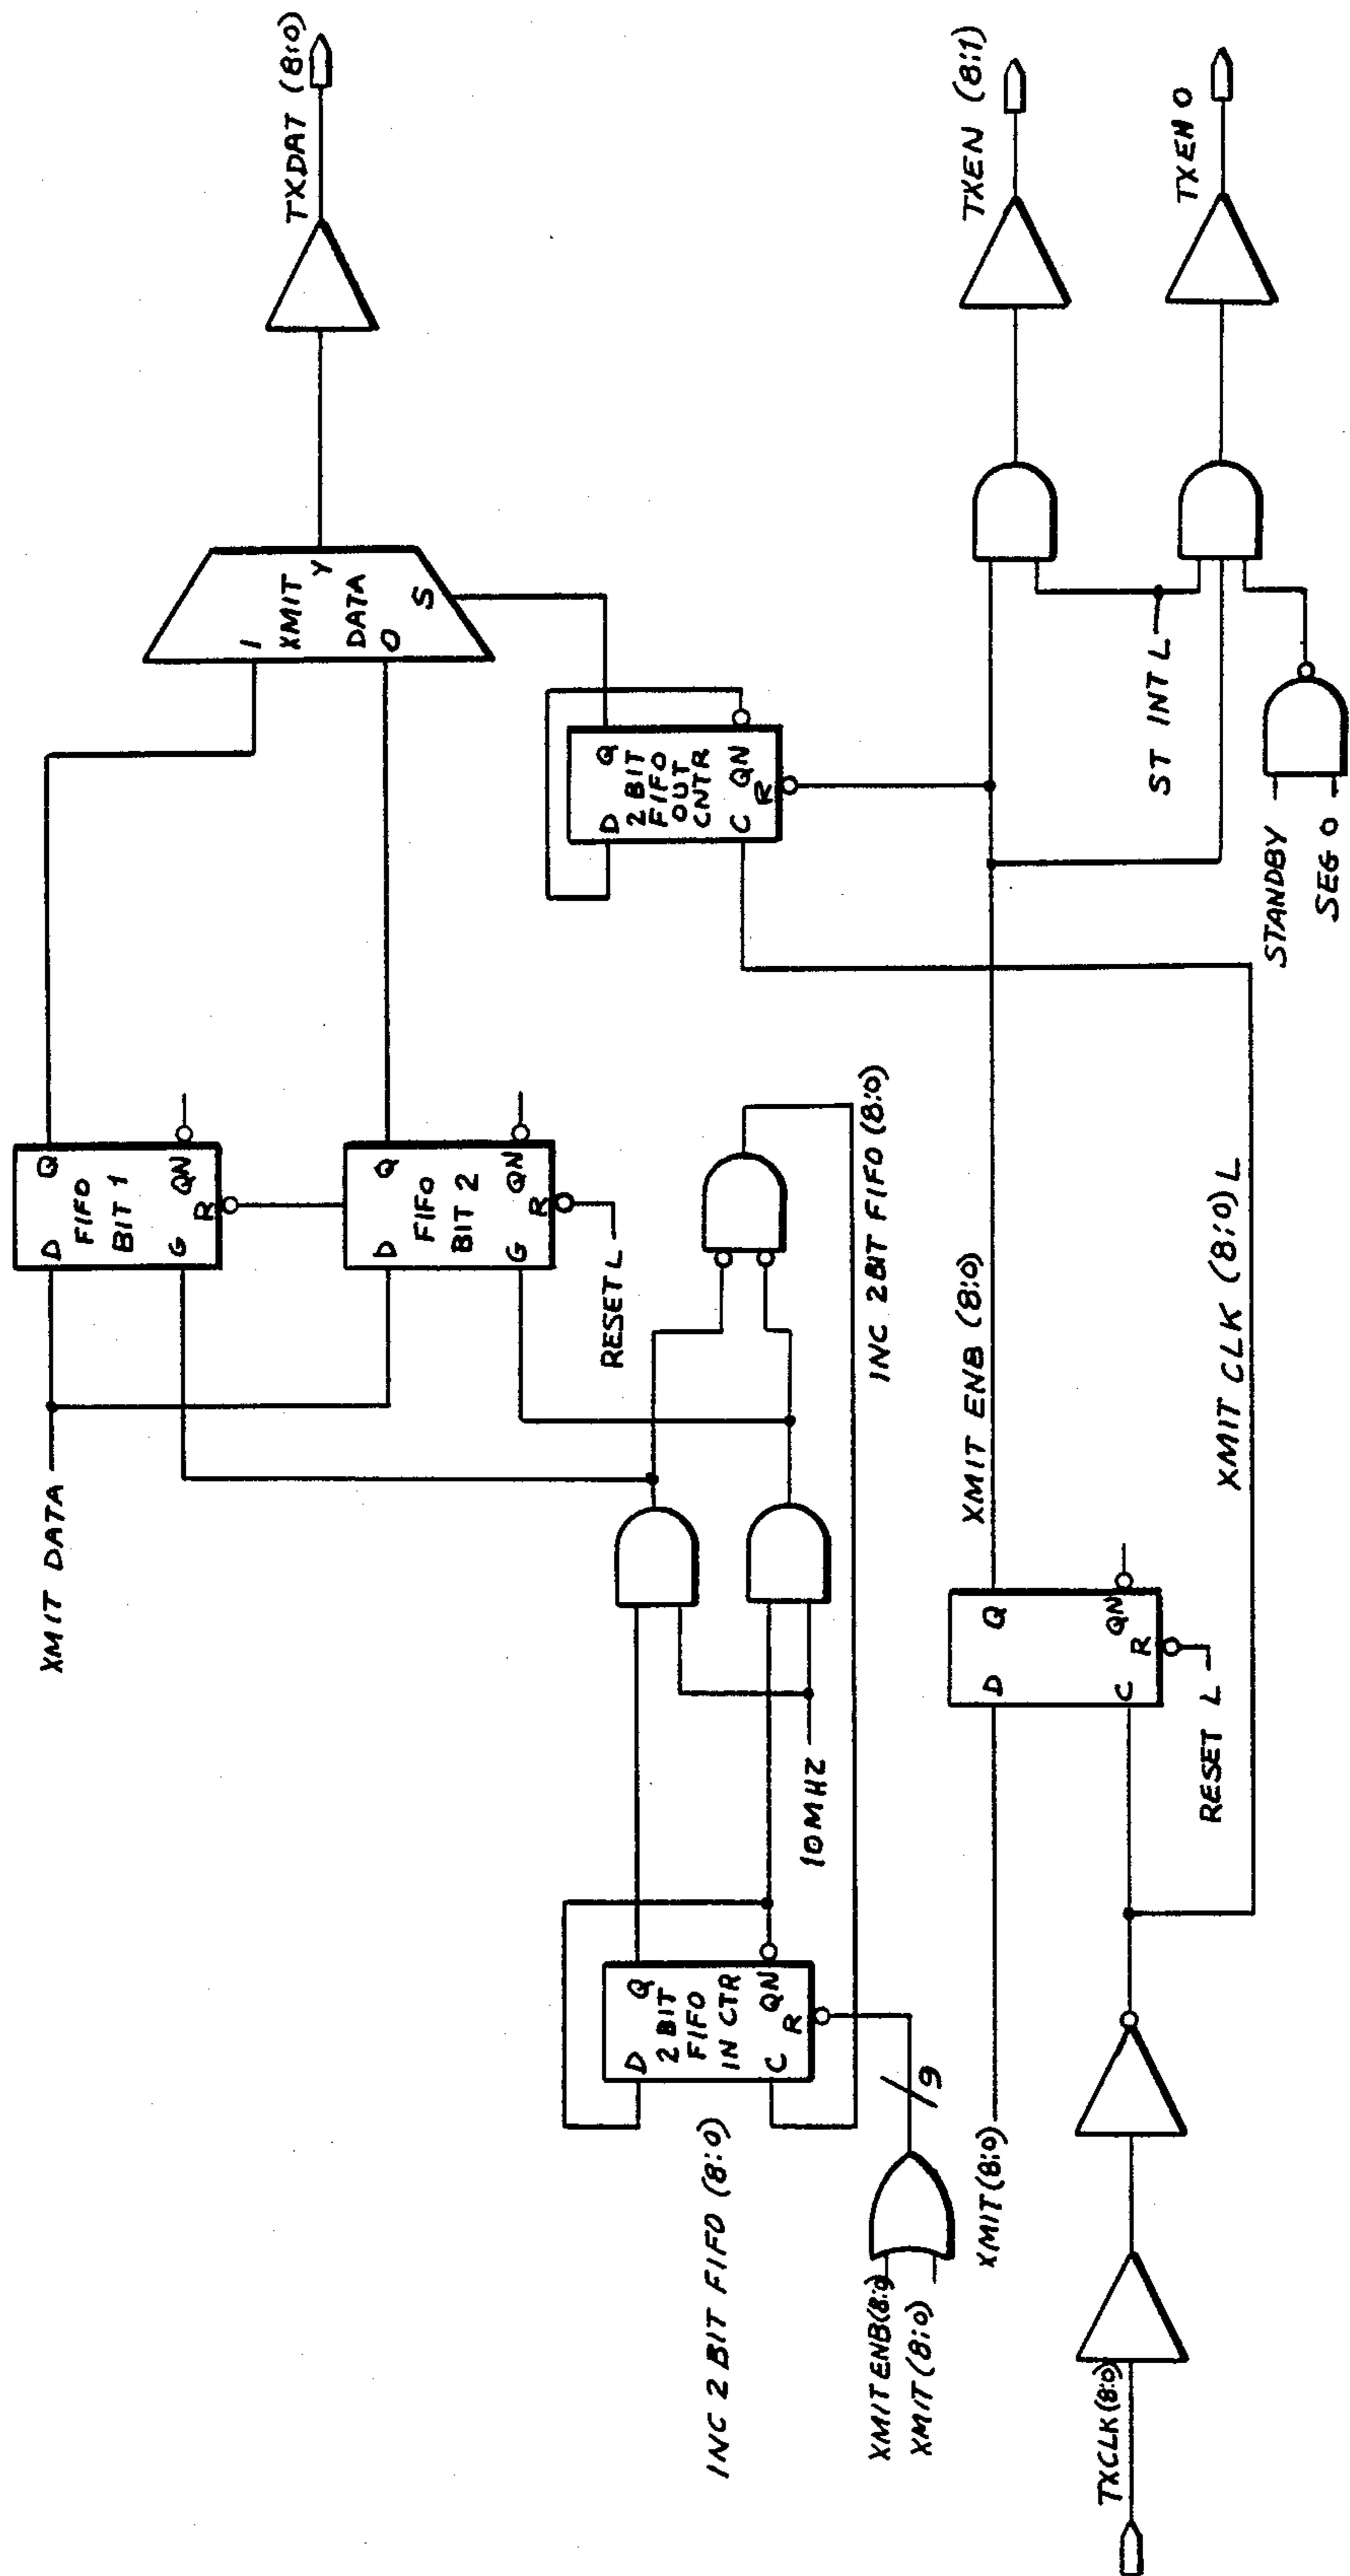 XMIT DATA
D
Q
FIFO
BIT 1
G
QN
R
D
Q
FIFO
BIT 2
G
QN
R
RESET L
1
XMIT
Y
DATA
0
S
TXDAT (8:0)
INC 2 BIT FIFO (8:0)
D
Q
2 BIT
FIFO
IN CTR
C
QN
R
10MHZ
INC 2BIT FIFO (8:0)
D
Q
2 BIT
FIFO
OUT
CNTR
C
QN
R
XMIT ENB(8:0)
XMIT (8:0)
9
XMIT(8:0)
D
Q
C
QN
R
RESET L
XMIT ENB (8:0)
TXCLK(8:0)
XMIT CLK (8:0) L
ST INT L
STANDBY
SEG 0
TXEN (8:1)
TXEN 0